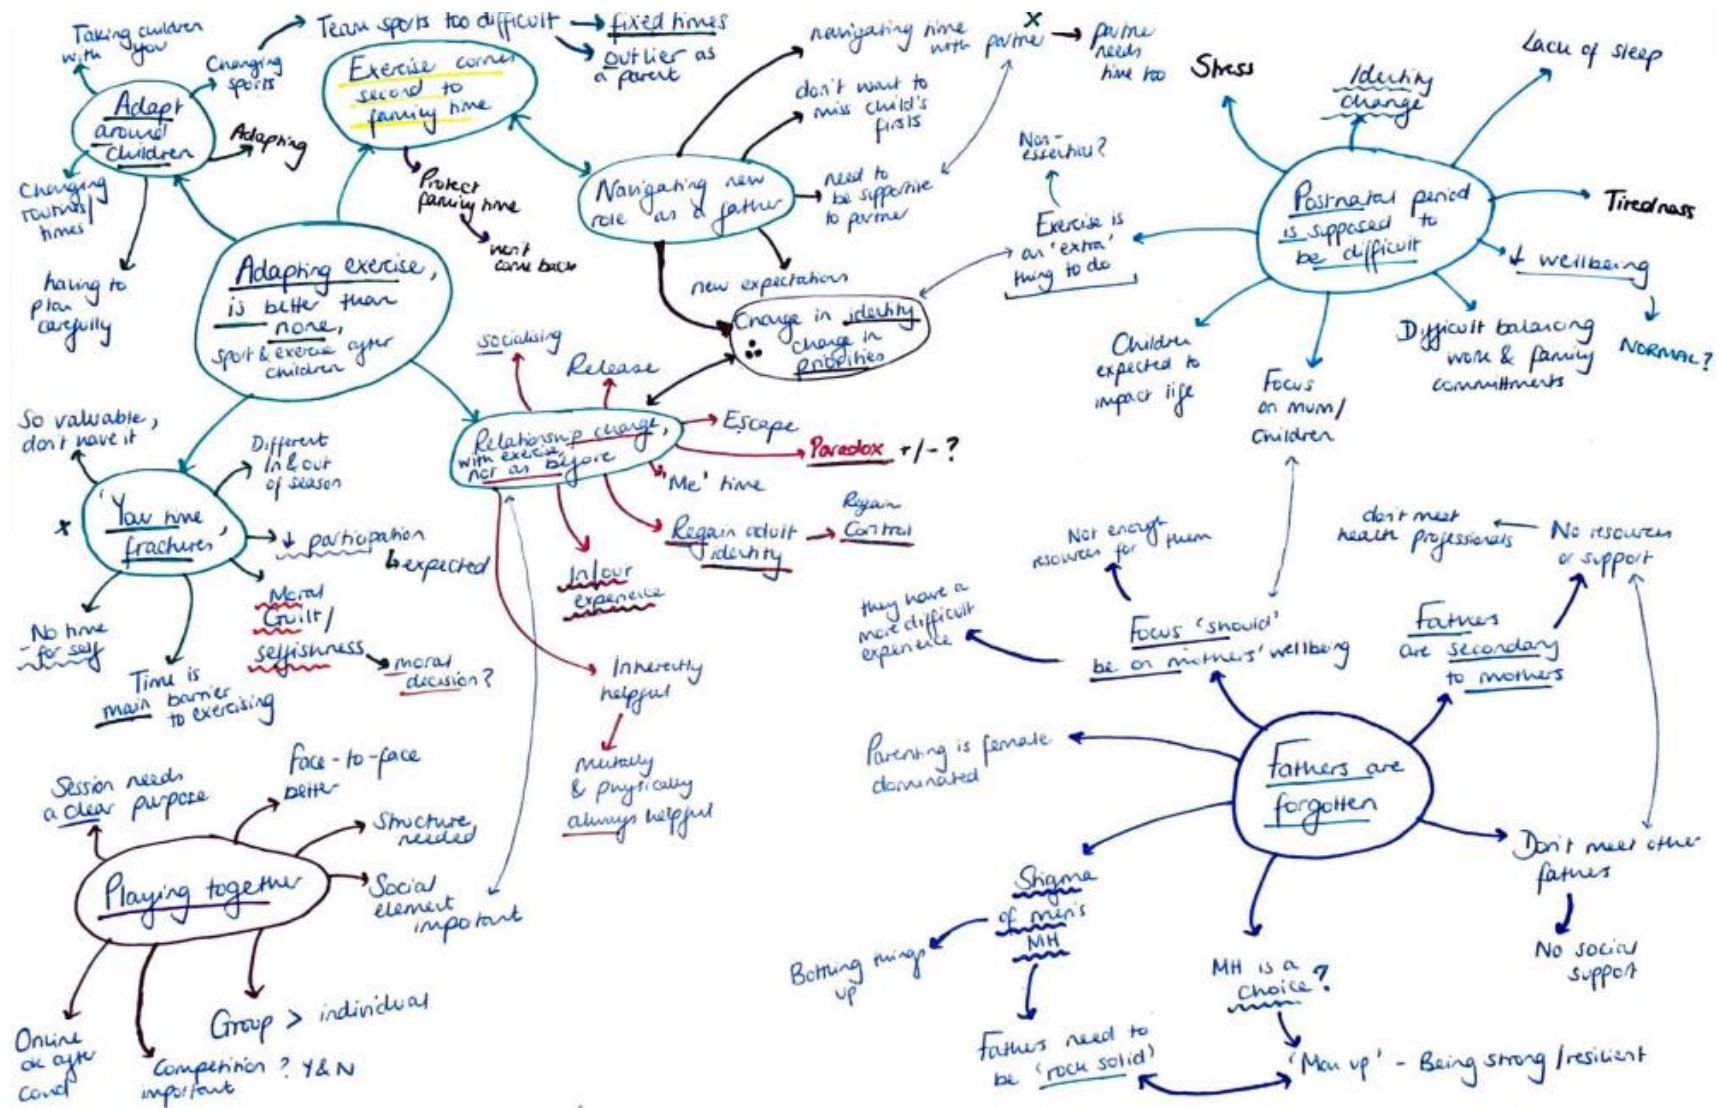 Taking children
with you
Changing
sports
Team sports too difficult
fixed times
outlier as
a parent
Adapt
around
children
Adapting
Changing
routines/
times
having to
plan
carefully
Exercise comes
second to
family time
Protect
family time
won't
come back
navigating time
with partner
x
partner
needs
time too
don't want to
miss child's
firsts
Navigating new
role as a father
need to
be supportive
to partner
new expectations
Change in identity
change in
priorities
Adapting exercise,
is better than
none,
sport & exercise after
children
socialising
Release
Relationship change,
with exercise,
not as before
Escape
Paradox +/- ?
'Me' time
Regain adult
identity
Regain
Control
In/our
experience
Inherently
helpful
mentally
& physically
always helpful
So valuable,
don't have it
Different
in & out
of season
x
'Your time
fractures'
↓ participation
↳ expected
Moral
Guilt/
selfishness
moral
decision?
No time
for self
Time is
main barrier
to exercising
Session needs
a clear purpose
Face-to-face
better
Structure
needed
Playing together
Social
element
important
Online
ok after
covid
Competition? Y&N
important
Group > individual
Stress
Identity
change
Lack of sleep
Non-
essential?
Postnatal period
is supposed to
be difficult
Tiredness
Exercise is
an 'extra'
thing to do
↓ wellbeing
NORMAL?
Children
expected to
impact life
Focus
on mum/
children
Difficult balancing
work & family
committments
Not enough
resources for them
don't meet
health professionals
No resources
or support
they have a
more difficult
experience
Focus 'should'
be on mothers' wellbeing
Fathers
are secondary
to mothers
Parenting is female
dominated
Fathers are
forgotten
Don't meet other
fathers
No social
support
Stigma
of men's
MH
Bottling things
up
Fathers need to
be 'rock solid'
MH is a
choice?
'Man up' - Being strong/resilient